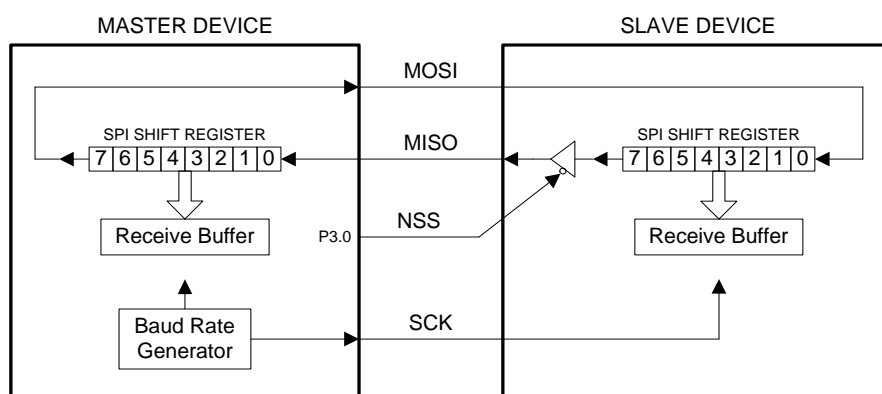 MASTER DEVICE
SLAVE DEVICE
MOSI
SPI SHIFT REGISTER
7 6 5 4 3 2 1 0
MISO
SPI SHIFT REGISTER
7 6 5 4 3 2 1 0
Receive Buffer
P3.0
NSS
Receive Buffer
Baud Rate
Generator
SCK